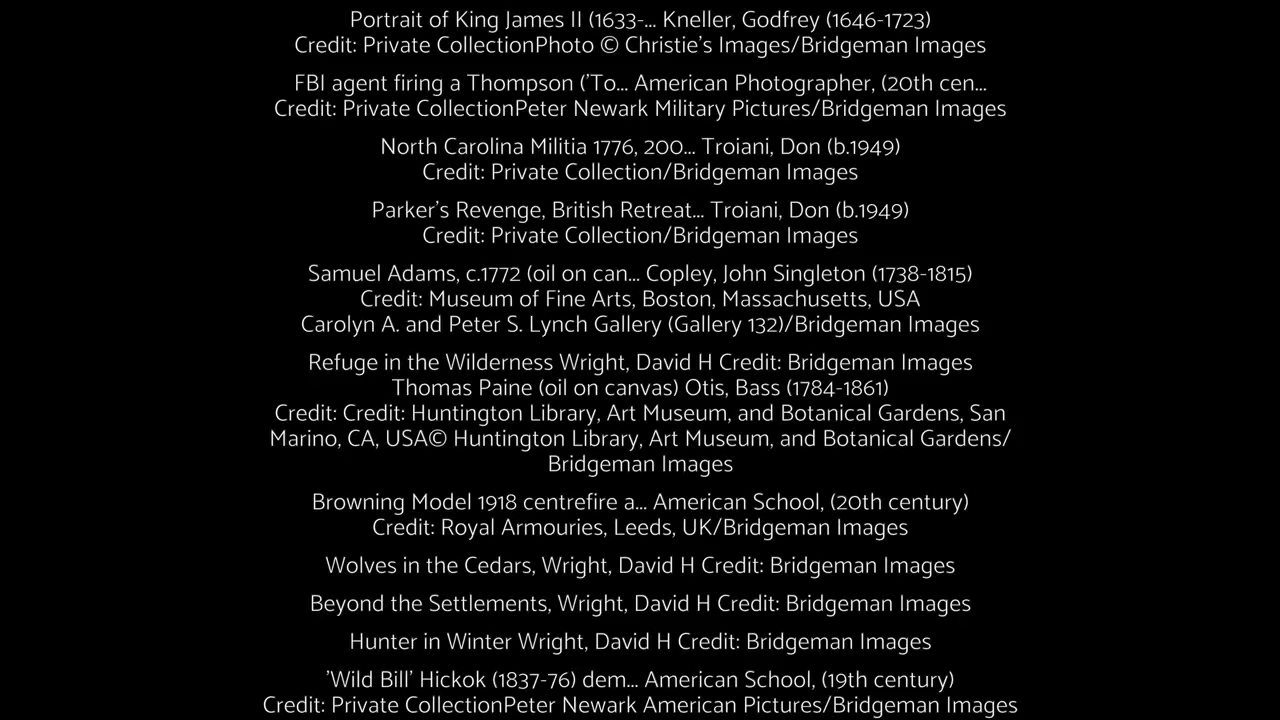 Portrait of King James II (1633-... Kneller, Godfrey (1646-1723)
Credit: Private CollectionPhoto © Christie's Images/Bridgeman Images
FBI agent firing a Thompson ('To... American Photographer, (20th cen...
Credit: Private CollectionPeter Newark Military Pictures/Bridgeman Images
North Carolina Militia 1776, 200... Troiani, Don (b.1949)
Credit: Private Collection/Bridgeman Images
Parker's Revenge, British Retreat... Troiani, Don (b.1949)
Credit: Private Collection/Bridgeman Images
Samuel Adams, c.1772 (oil on can... Copley, John Singleton (1738-1815)
Credit: Museum of Fine Arts, Boston, Massachusetts, USA
Carolyn A. and Peter S. Lynch Gallery (Gallery 132)/Bridgeman Images
Refuge in the Wilderness Wright, David H Credit: Bridgeman Images
Thomas Paine (oil on canvas) Otis, Bass (1784-1861)
Credit: Credit: Huntington Library, Art Museum, and Botanical Gardens, San
Marino, CA, USA© Huntington Library, Art Museum, and Botanical Gardens/
Bridgeman Images
Browning Model 1918 centrefire a... American School, (20th century)
Credit: Royal Armouries, Leeds, UK/Bridgeman Images
Wolves in the Cedars, Wright, David H Credit: Bridgeman Images
Beyond the Settlements, Wright, David H Credit: Bridgeman Images
Hunter in Winter Wright, David H Credit: Bridgeman Images
'Wild Bill' Hickok (1837-76) dem... American School, (19th century)
Credit: Private CollectionPeter Newark American Pictures/Bridgeman Images